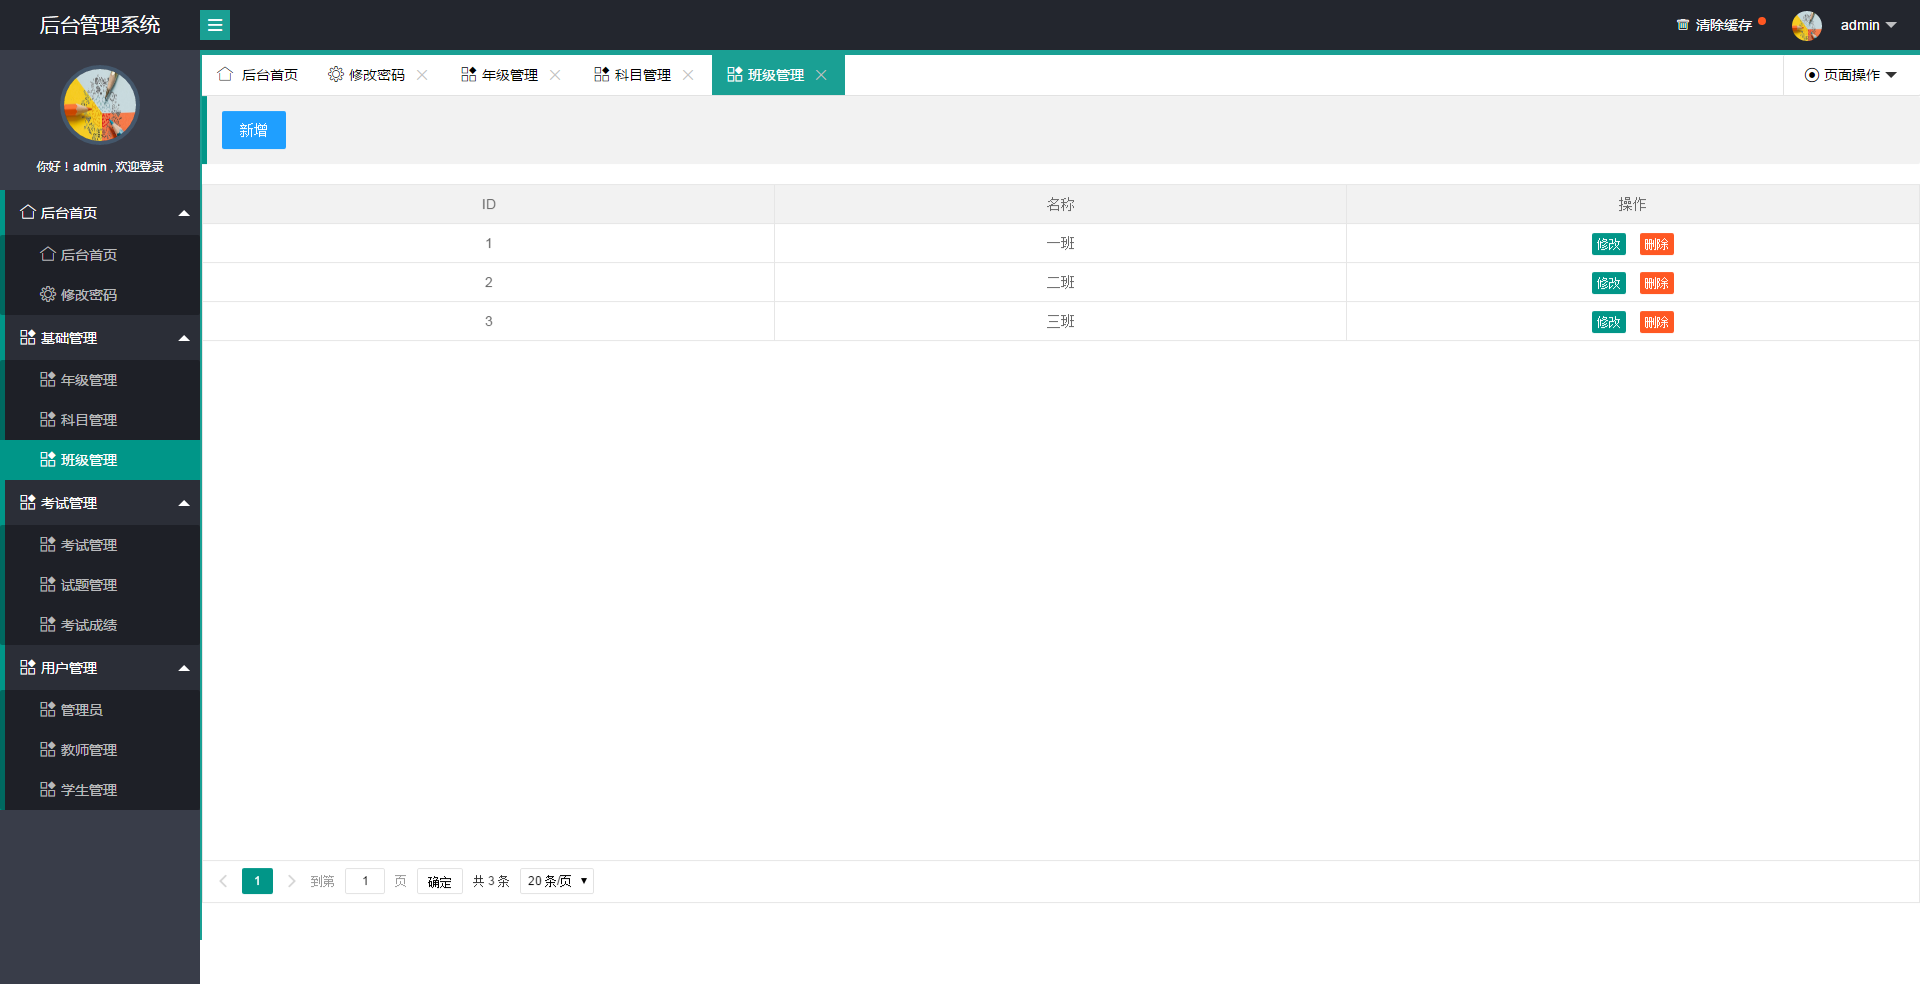 后台管理系统
清除缓存
admin
你好！admin , 欢迎登录
后台首页
后台首页
修改密码
基础管理
年级管理
科目管理
班级管理
考试管理
考试管理
试题管理
考试成绩
用户管理
管理员
教师管理
学生管理
后台首页 修改密码 年级管理 科目管理 班级管理 页面操作
新增
ID 名称 操作
1 一班 修改 删除
2 二班 修改 删除
3 三班 修改 删除
1 到第 1 页 确定 共 3 条 20 条/页